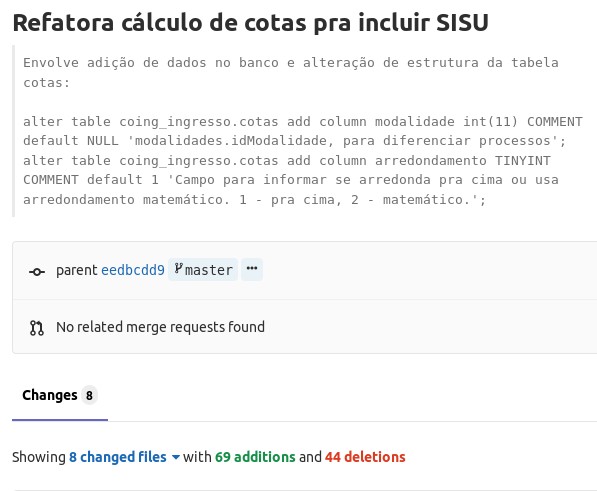 Refatora cálculo de cotas pra incluir SISU
Envolve adição de dados no banco e alteração de estrutura da tabela
cotas:
alter table coing_ingresso.cotas add column modalidade int(11) COMMENT
default NULL 'modalidades.idModalidade, para diferenciar processos';
alter table coing_ingresso.cotas add column arredondamento TINYINT
COMMENT default 1 'Campo para informar se arredonda pra cima ou usa
arredondamento matemático. 1 - pra cima, 2 - matemático.';
parent eedbcdd9 master ···
No related merge requests found
Changes 8
Showing 8 changed files with 69 additions and 44 deletions